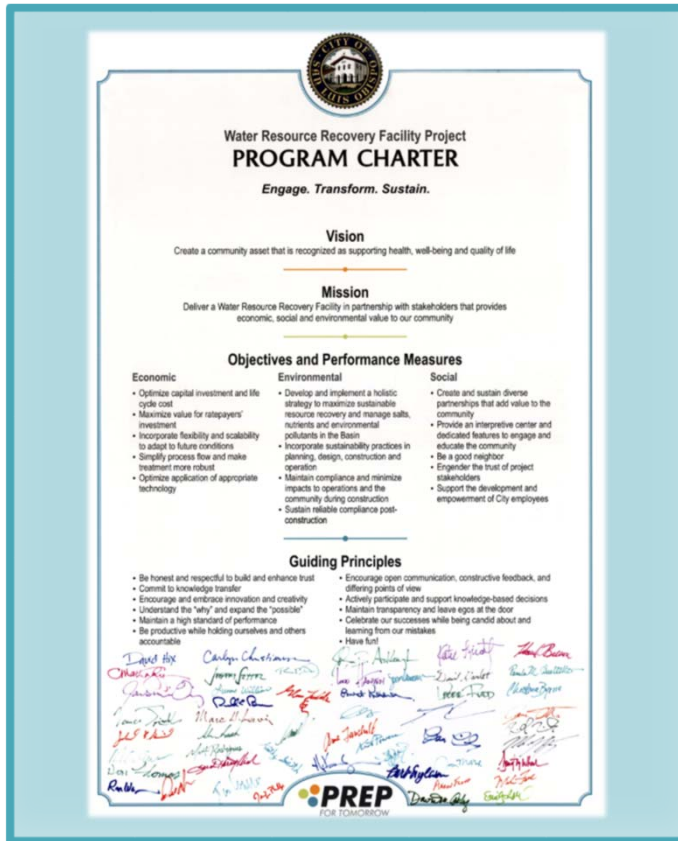 CITY OF
SAN LUIS OBISPO
Water Resource Recovery Facility Project
PROGRAM CHARTER
Engage. Transform. Sustain.
Vision
Create a community asset that is recognized as supporting health, well-being and quality of life
Mission
Deliver a Water Resource Recovery Facility in partnership with stakeholders that provides
economic, social and environmental value to our community
Objectives and Performance Measures
Economic
• Optimize capital investment and life
cycle cost
• Maximize value for ratepayers'
investment
• Incorporate flexibility and scalability
to adapt to future conditions
• Simplify process flow and make
treatment more robust
• Optimize application of appropriate
technology
Environmental
• Develop and implement a holistic
strategy to maximize sustainable
resource recovery and manage salts,
nutrients and environmental
pollutants in the Basin
• Incorporate sustainability practices in
planning, design, construction and
operation
• Maintain compliance and minimize
impacts to operations and the
community during construction
• Sustain reliable compliance post-
construction
Social
• Create and sustain diverse
partnerships that add value to the
community
• Provide an interpretive center and
dedicated features to engage and
educate the community
• Be a good neighbor
• Engender the trust of project
stakeholders
• Support the development and
empowerment of City employees
Guiding Principles
• Be honest and respectful to build and enhance trust
• Commit to knowledge transfer
• Encourage and embrace innovation and creativity
• Understand the "why" and expand the "possible"
• Maintain a high standard of performance
• Be productive while holding ourselves and others
accountable
• Encourage open communication, constructive feedback, and
differing points of view
• Actively participate and support knowledge-based decisions
• Maintain transparency and leave egos at the door
• Celebrate our successes while being candid about and
learning from our mistakes
• Have fun!
David Hix
Carolyn Christianson
PREP
FOR TOMORROW